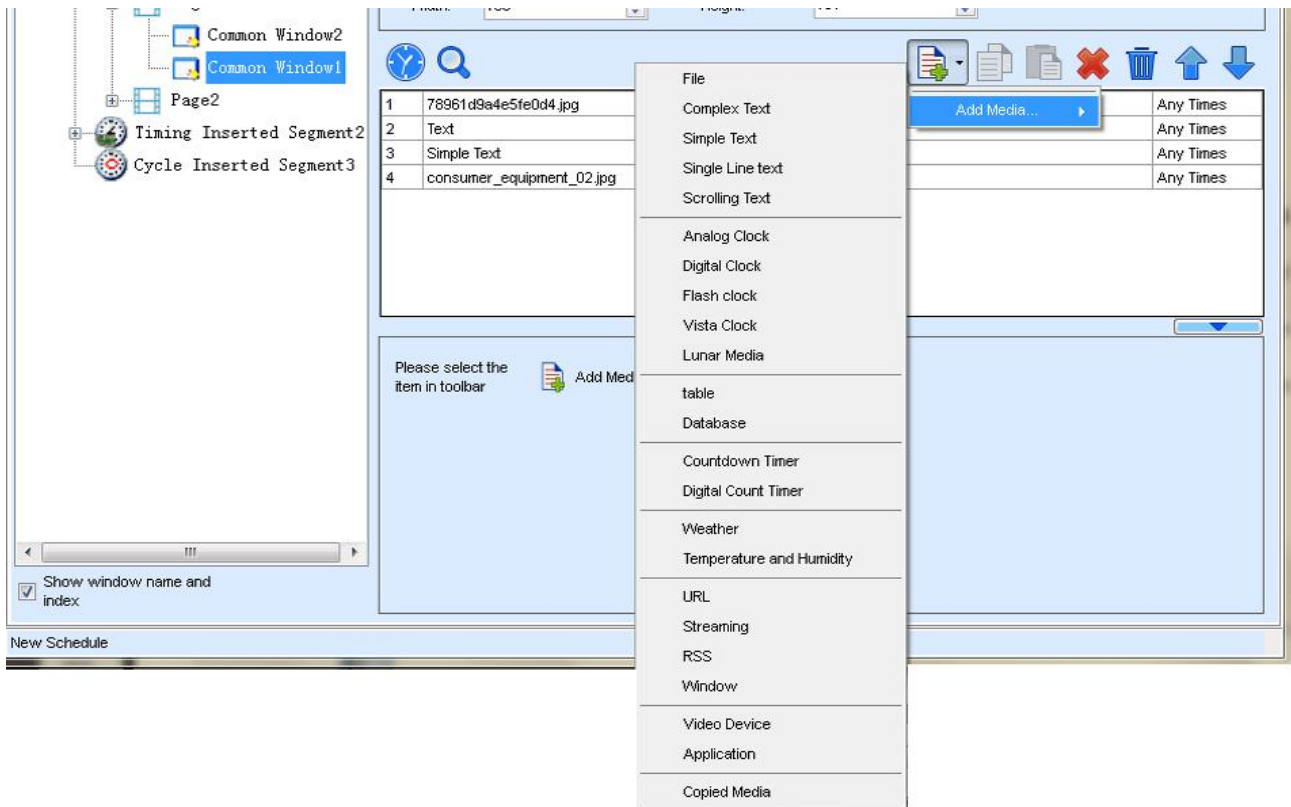 Common Window2
Common Window1
Page2
Timing Inserted Segment2
Cycle Inserted Segment3
Show window name and
index
New Schedule
1 78961d9a4e5fe0d4.jpg Any Times
2 Text Any Times
3 Simple Text Any Times
4 consumer_equipment_02.jpg Any Times
Please select the
item in toolbar
Add Med
Add Media...
File
Complex Text
Simple Text
Single Line text
Scrolling Text
Analog Clock
Digital Clock
Flash clock
Vista Clock
Lunar Media
table
Database
Countdown Timer
Digital Count Timer
Weather
Temperature and Humidity
URL
Streaming
RSS
Window
Video Device
Application
Copied Media